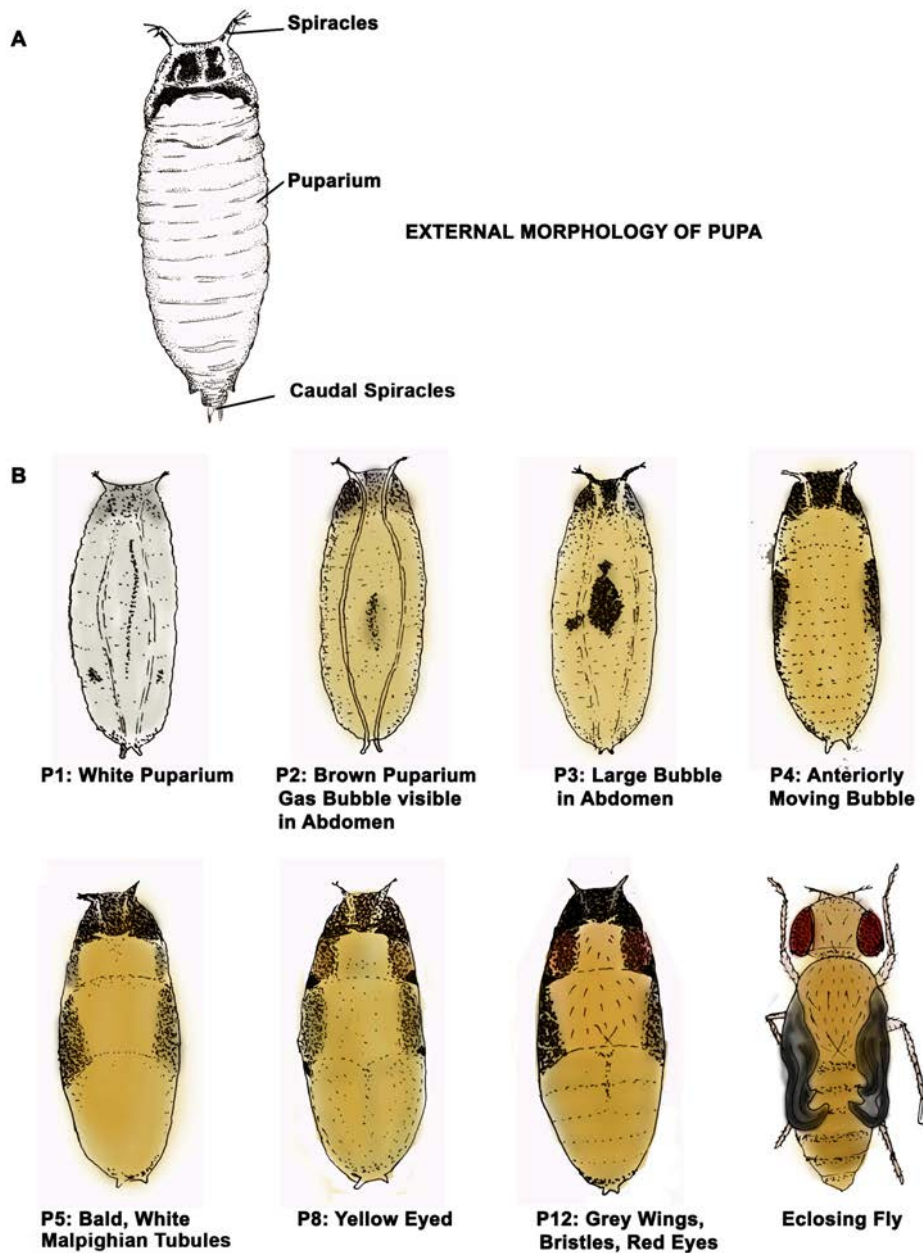 A
Spiracles
Puparium
EXTERNAL MORPHOLOGY OF PUPA
Caudal Spiracles
B
P1: White Puparium
P2: Brown Puparium
Gas Bubble visible
in Abdomen
P3: Large Bubble
in Abdomen
P4: Anteriorly
Moving Bubble
P5: Bald, White
Malpighian Tubules
P8: Yellow Eyed
P12: Grey Wings,
Bristles, Red Eyes
Eclosing Fly